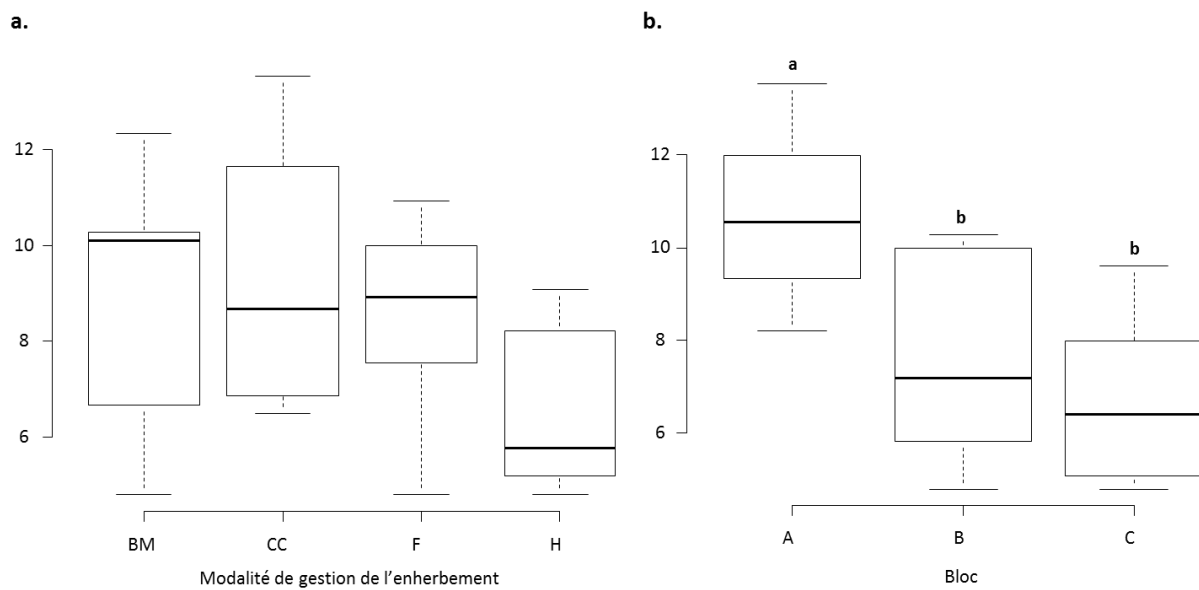 a.
12
10
8
6
BM CC F H
Modalité de gestion de l’enherbement
b.
12
10
8
6
a
b
b
A B C
Bloc